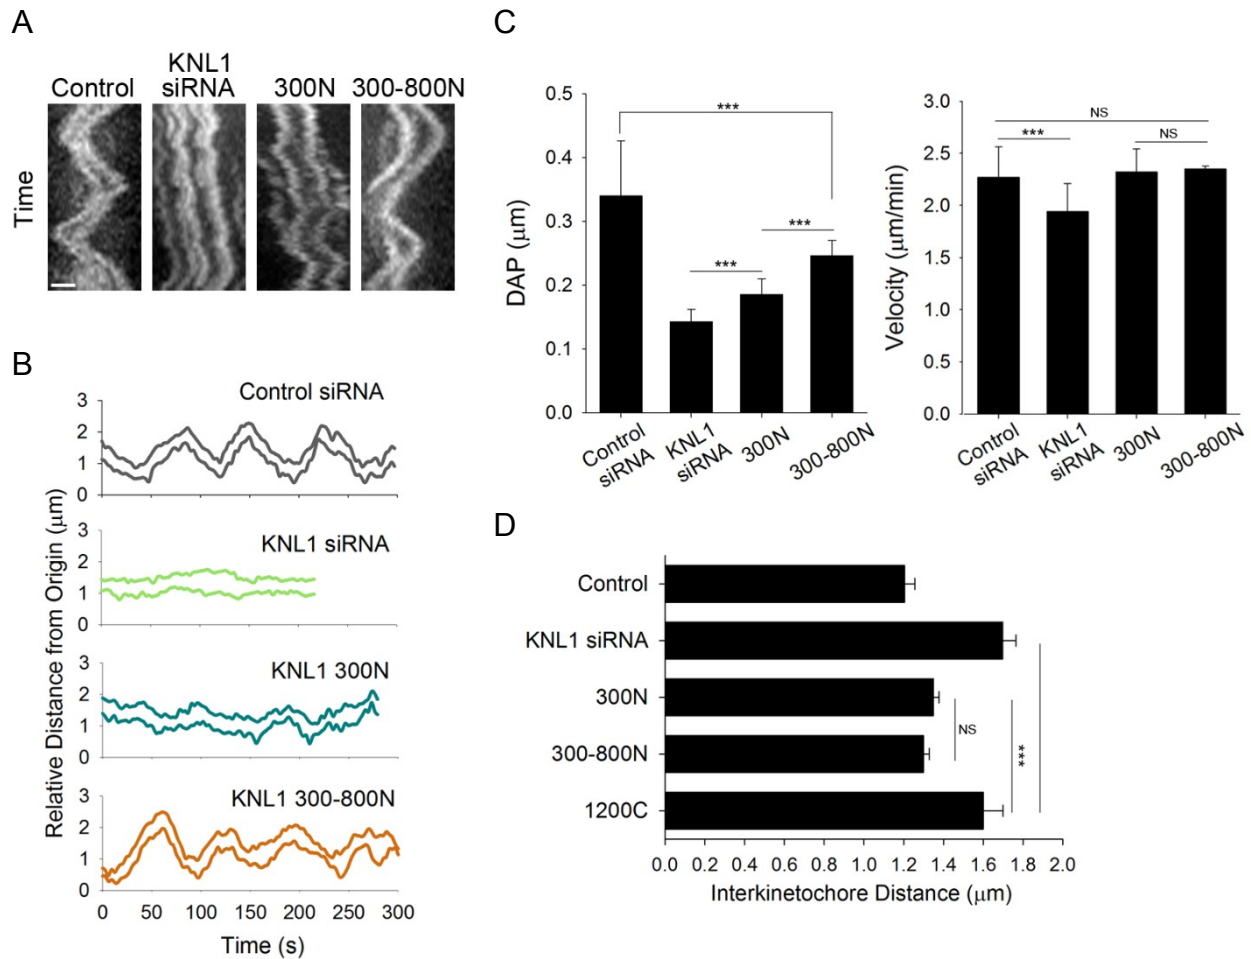 A
KNL1
Control siRNA 300N 300-800N
Time
B
Control siRNA
3
2
1
0
KNL1 siRNA
3
2
1
0
KNL1 300N
3
2
1
0
KNL1 300-800N
3
2
1
0
0 50 100 150 200 250 300
Time (s)
Relative Distance from Origin (μm)
C
DAP (μm)
0.5
0.4
0.3
0.2
0.1
0.0
***
***
***
Control
siRNA
KNL1
siRNA
300N
300-800N
Velocity (μm/min)
3.0
2.5
2.0
1.5
1.0
0.5
0.0
NS
***
NS
Control
siRNA
KNL1
siRNA
300N
300-800N
D
Control
KNL1 siRNA
300N
300-800N
1200C
NS
***
0.0 0.2 0.4 0.6 0.8 1.0 1.2 1.4 1.6 1.8 2.0
Interkinetochore Distance (μm)